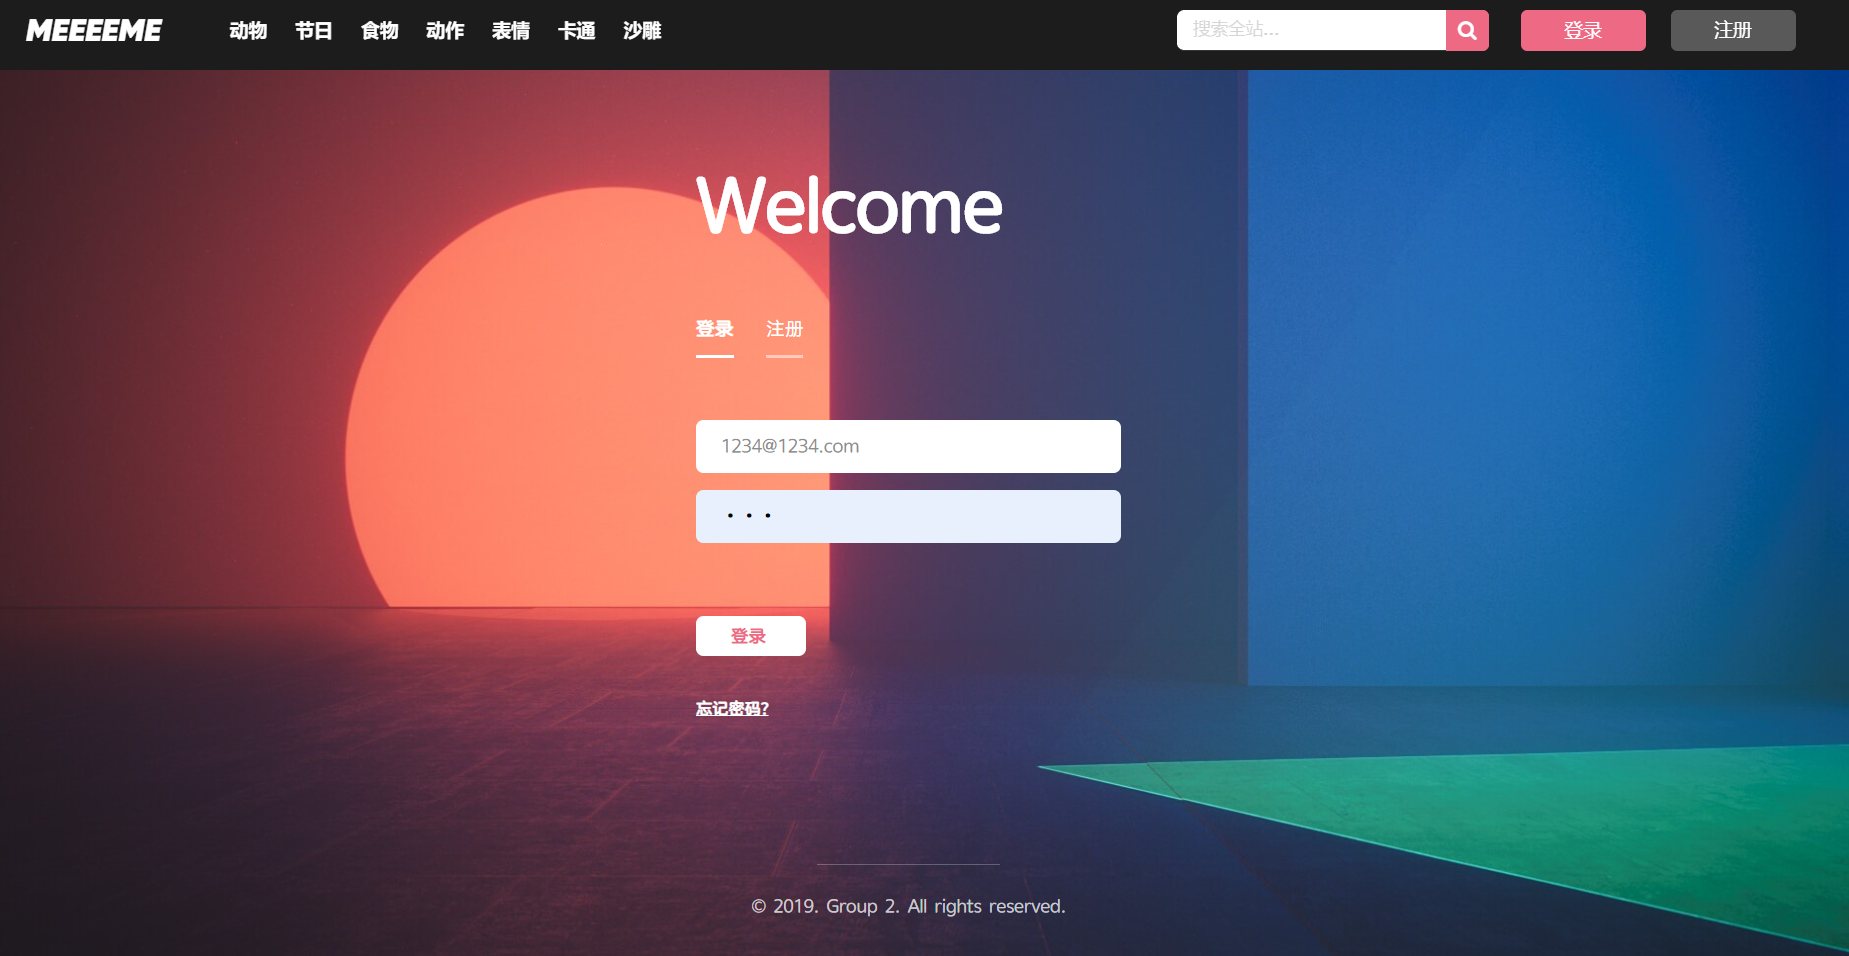 MEEEEME 动物 节日 食物 动作 表情 卡通 沙雕 搜索全站... 登录 注册
Welcome
登录 注册
1234@1234.com
登录
忘记密码?
© 2019. Group 2. All rights reserved.